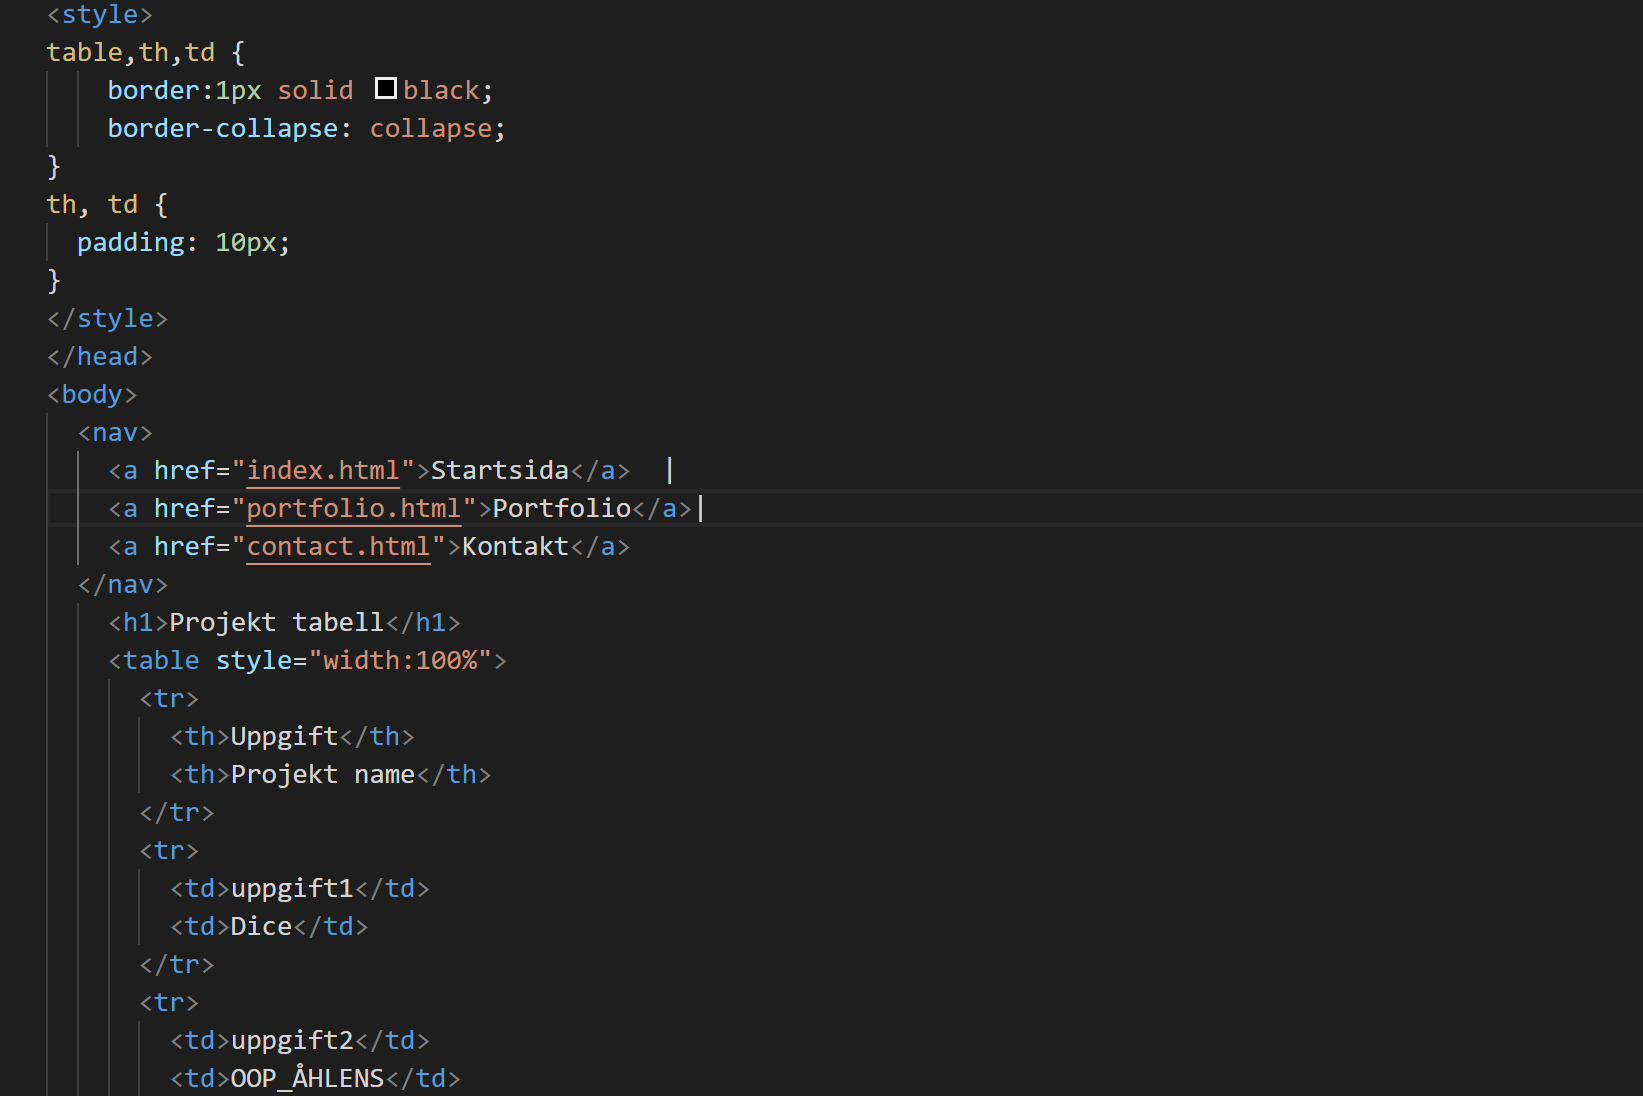 <style>
table,th,td {
    border:1px solid black;
    border-collapse: collapse;
}
th, td {
  padding: 10px;
}
</style>
</head>
<body>
  <nav>
    <a href="index.html">Startsida</a>  |
    <a href="portfolio.html">Portfolio</a>|
    <a href="contact.html">Kontakt</a>
  </nav>
    <h1>Projekt tabell</h1>
    <table style="width:100%">
      <tr>
        <th>Uppgift</th>
        <th>Projekt name</th>
      </tr>
      <tr>
        <td>uppgift1</td>
        <td>Dice</td>
      </tr>
      <tr>
        <td>uppgift2</td>
        <td>OOP_ÅHLENS</td>